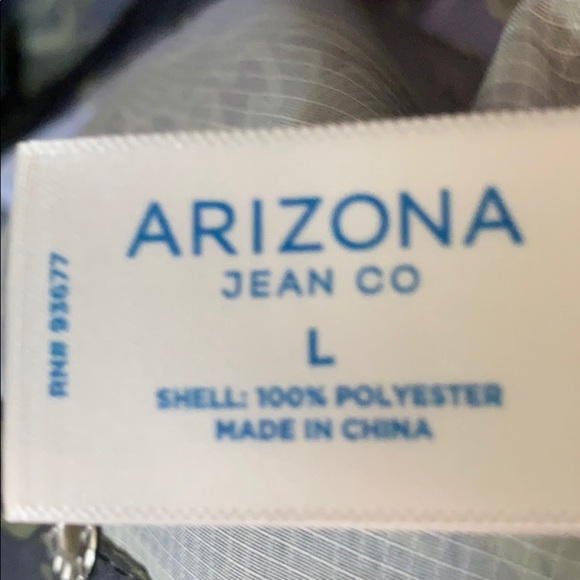 ARIZONA
JEAN CO
L
SHELL: 100% POLYESTER
MADE IN CHINA
RN# 93677